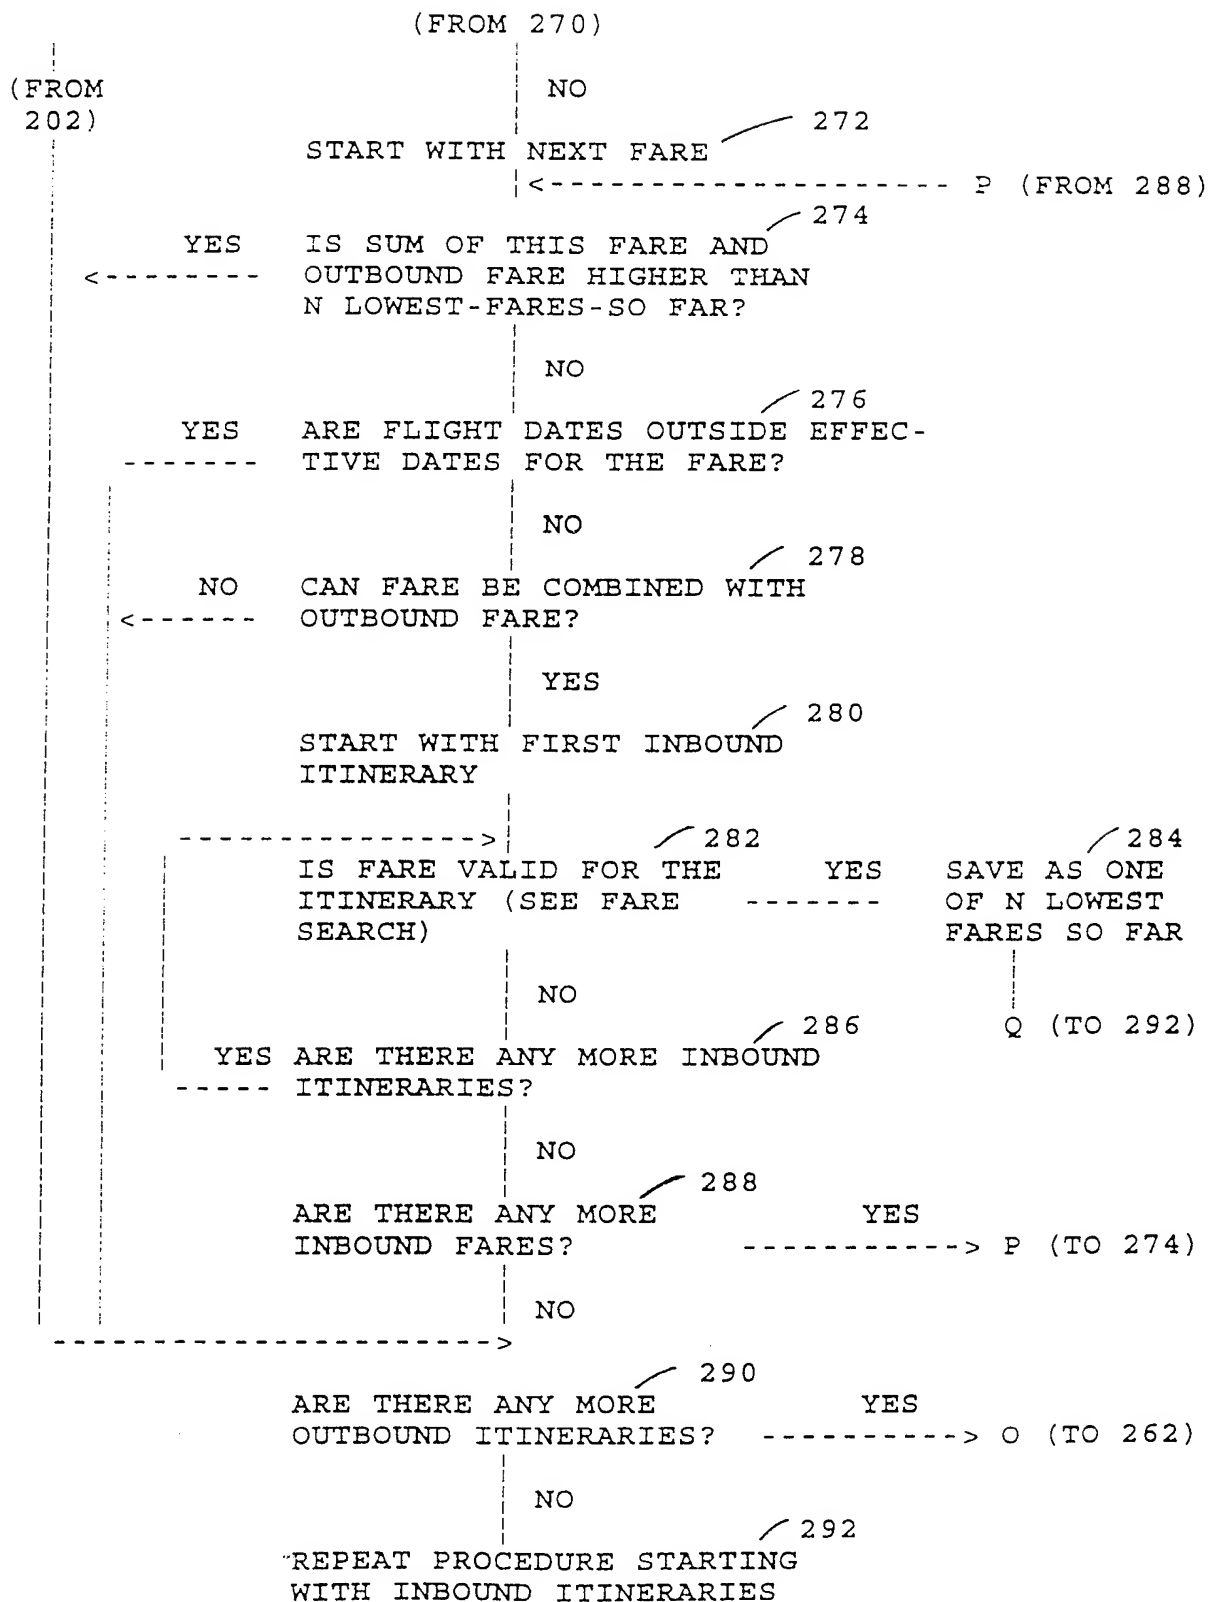 (FROM 270)
(FROM
202)
NO
272
START WITH NEXT FARE
P (FROM 288)
274
YES IS SUM OF THIS FARE AND
OUTBOUND FARE HIGHER THAN
N LOWEST-FARES-SO FAR?
NO
276
YES ARE FLIGHT DATES OUTSIDE EFFEC-
TIVE DATES FOR THE FARE?
NO
278
NO CAN FARE BE COMBINED WITH
OUTBOUND FARE?
YES
280
START WITH FIRST INBOUND
ITINERARY
282 284
IS FARE VALID FOR THE YES SAVE AS ONE
ITINERARY (SEE FARE OF N LOWEST
SEARCH) FARES SO FAR
NO
286 Q (TO 292)
YES ARE THERE ANY MORE INBOUND
ITINERARIES?
NO
288
ARE THERE ANY MORE YES
INBOUND FARES? P (TO 274)
NO
290
ARE THERE ANY MORE YES
OUTBOUND ITINERARIES? O (TO 262)
NO
292
REPEAT PROCEDURE STARTING
WITH INBOUND ITINERARIES